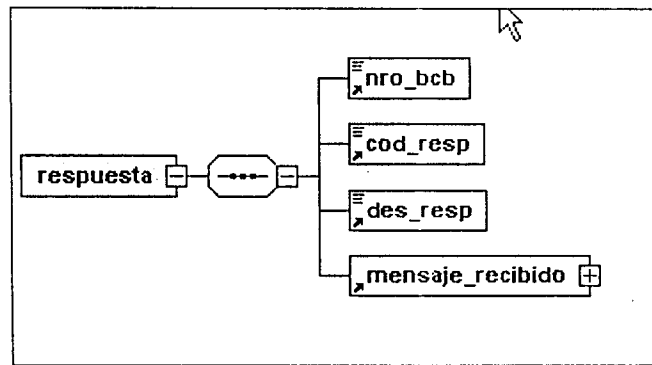 nro_bcb
cod_resp
respuesta
des_resp
mensaje_recibido